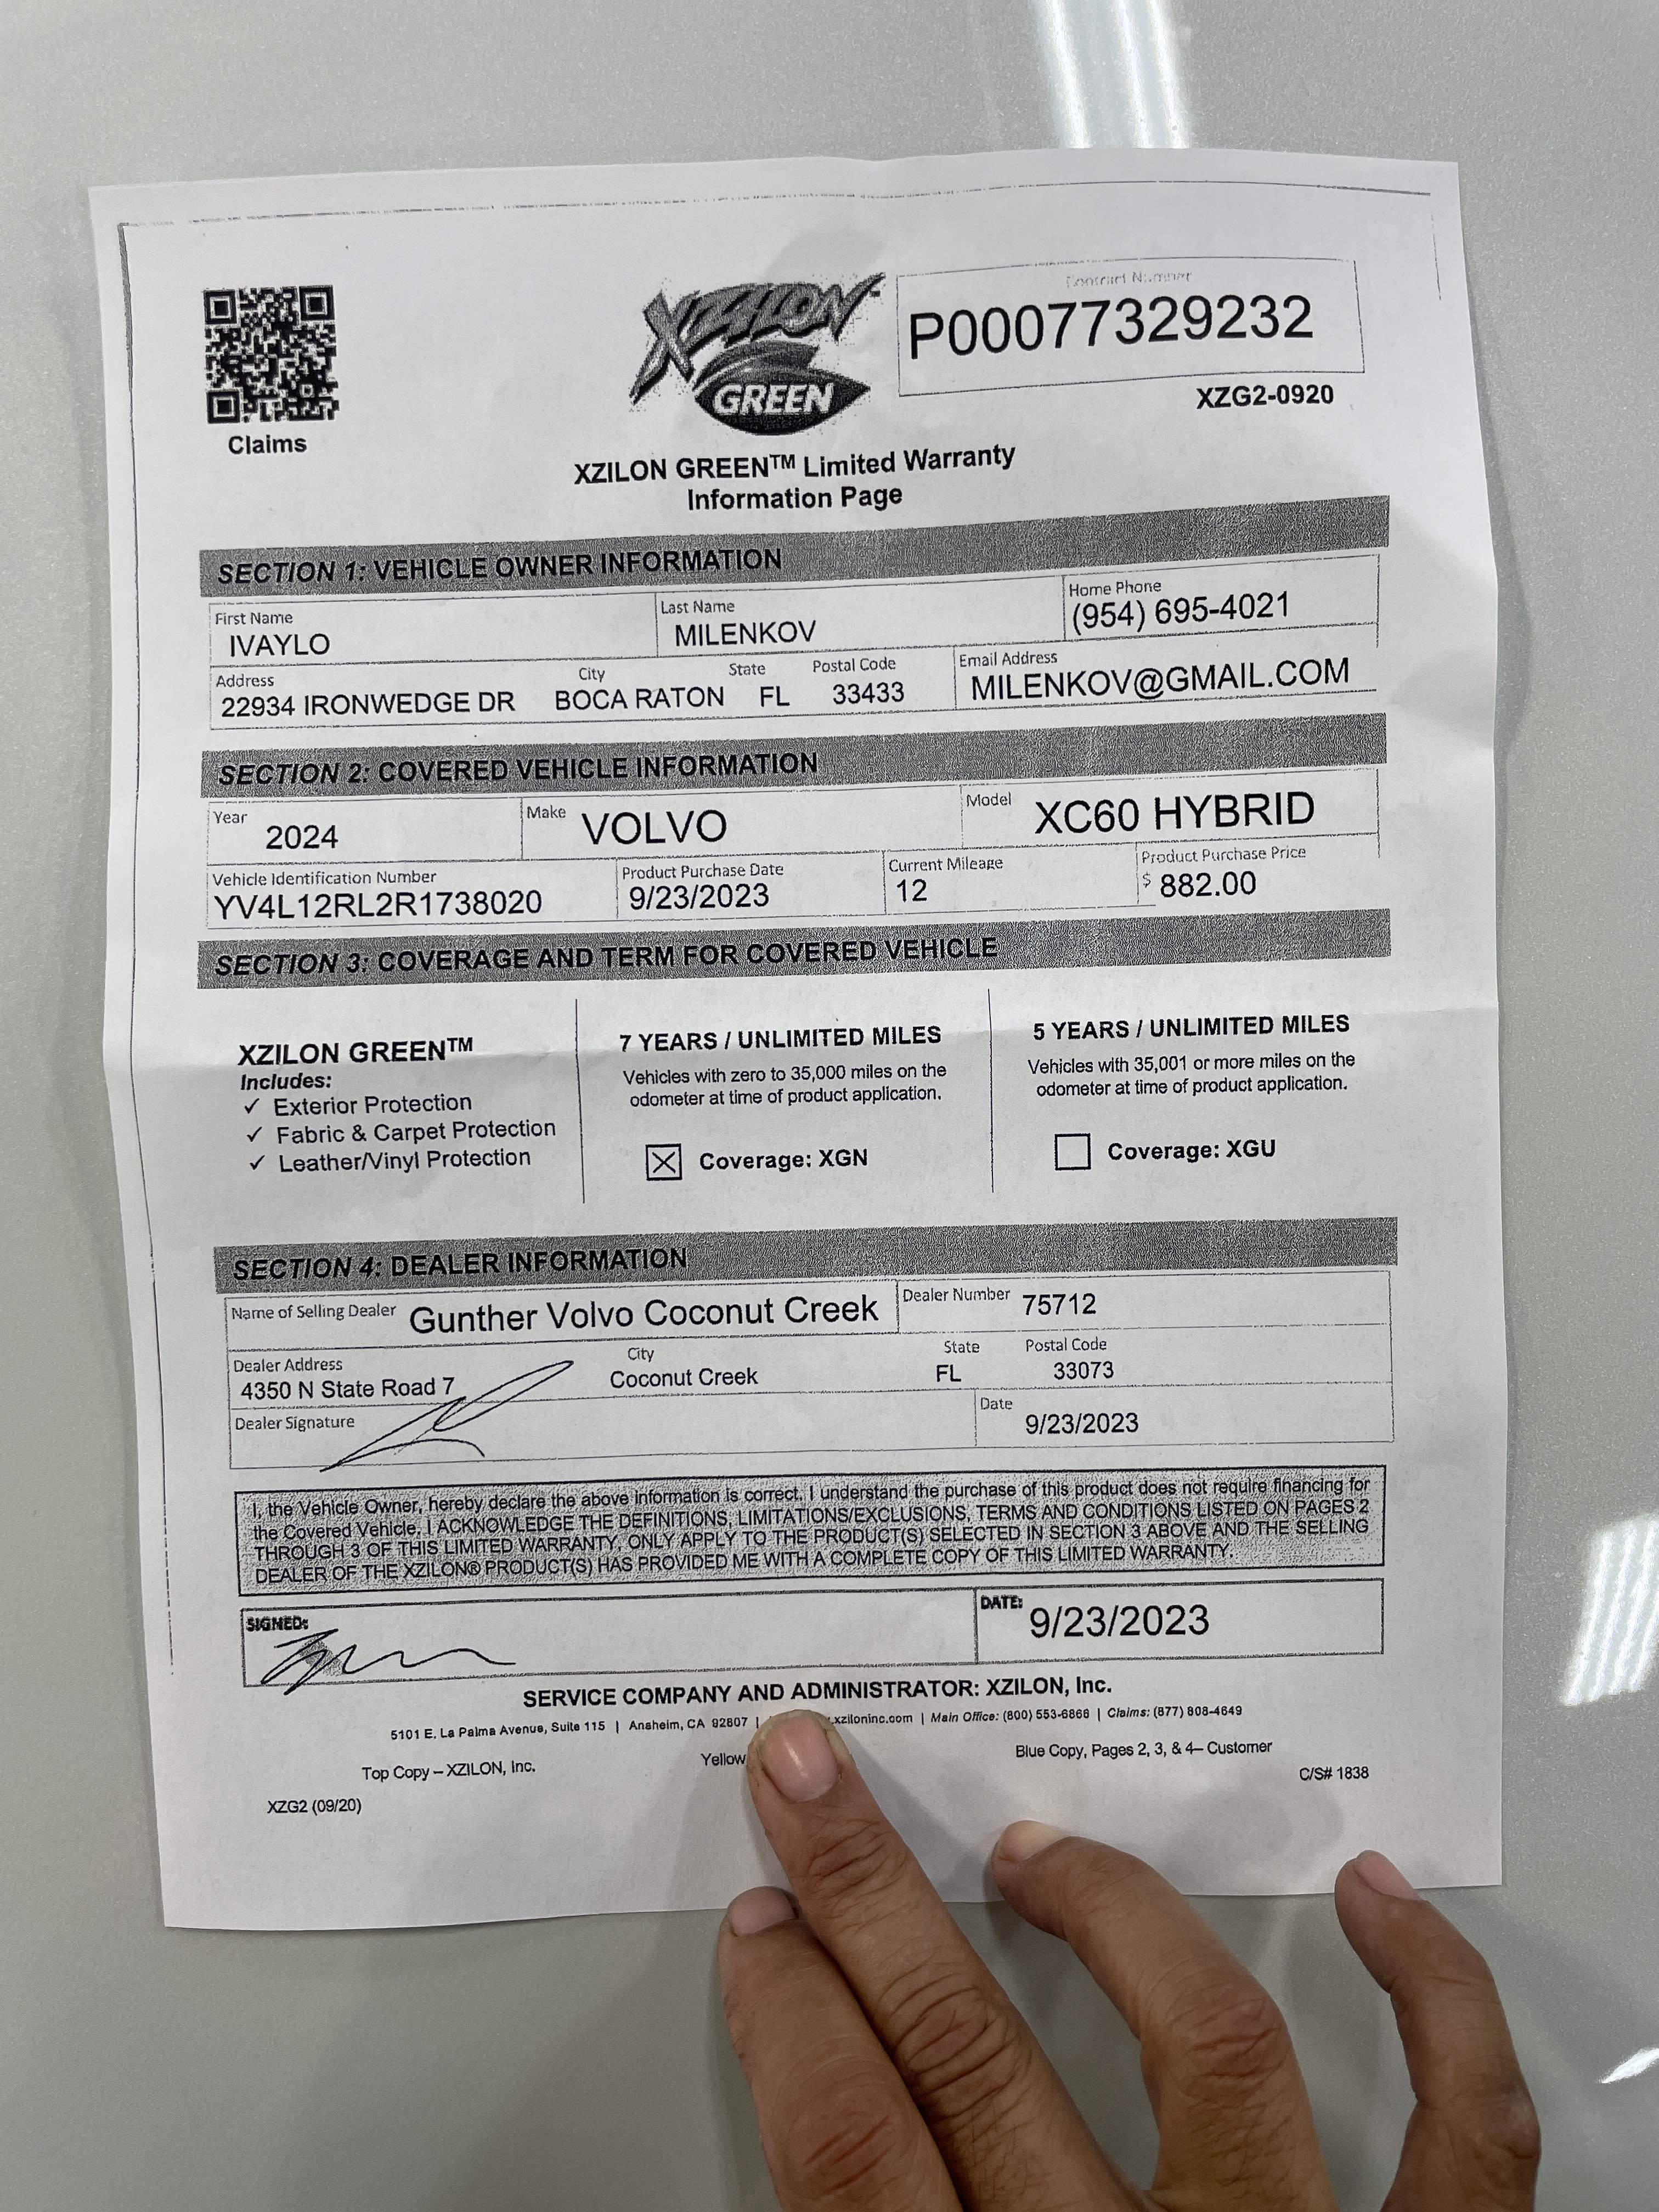 Contract Number
P00077329232
XZILON
GREEN
XZG2-0920
Claims
XZILON GREEN™ Limited Warranty
Information Page
SECTION 1: VEHICLE OWNER INFORMATION
First Name
IVAYLO
Last Name
MILENKOV
Home Phone
(954) 695-4021
Address City State Postal Code
22934 IRONWEDGE DR BOCA RATON FL 33433
Email Address
MILENKOV@GMAIL.COM
SECTION 2: COVERED VEHICLE INFORMATION
Year 2024
Make VOLVO
Model XC60 HYBRID
Vehicle Identification Number
YV4L12RL2R1738020
Product Purchase Date
9/23/2023
Current Mileage
12
Product Purchase Price
$ 882.00
SECTION 3: COVERAGE AND TERM FOR COVERED VEHICLE
XZILON GREEN™
Includes:
✓ Exterior Protection
✓ Fabric & Carpet Protection
✓ Leather/Vinyl Protection
7 YEARS / UNLIMITED MILES
Vehicles with zero to 35,000 miles on the
odometer at time of product application.
☒ Coverage: XGN
5 YEARS / UNLIMITED MILES
Vehicles with 35,001 or more miles on the
odometer at time of product application.
☐ Coverage: XGU
SECTION 4: DEALER INFORMATION
Name of Selling Dealer Gunther Volvo Coconut Creek
Dealer Number 75712
Dealer Address City State Postal Code
4350 N State Road 7 Coconut Creek FL 33073
Dealer Signature
Date
9/23/2023
I, the Vehicle Owner, hereby declare the above information is correct. I understand the purchase of this product does not require financing for
the Covered Vehicle. I ACKNOWLEDGE THE DEFINITIONS, LIMITATIONS/EXCLUSIONS, TERMS AND CONDITIONS LISTED ON PAGES 2
THROUGH 3 OF THIS LIMITED WARRANTY, ONLY APPLY TO THE PRODUCT(S) SELECTED IN SECTION 3 ABOVE AND THE SELLING
DEALER OF THE XZILON® PRODUCT(S) HAS PROVIDED ME WITH A COMPLETE COPY OF THIS LIMITED WARRANTY.
SIGNED:
DATE: 9/23/2023
SERVICE COMPANY AND ADMINISTRATOR: XZILON, Inc.
5101 E. La Palma Avenue, Suite 115 | Anaheim, CA 92807 | .xziloninc.com | Main Office: (800) 553-6866 | Claims: (877) 808-4649
Top Copy – XZILON, Inc. Yellow Blue Copy, Pages 2, 3, & 4– Customer
C/S# 1838
XZG2 (09/20)